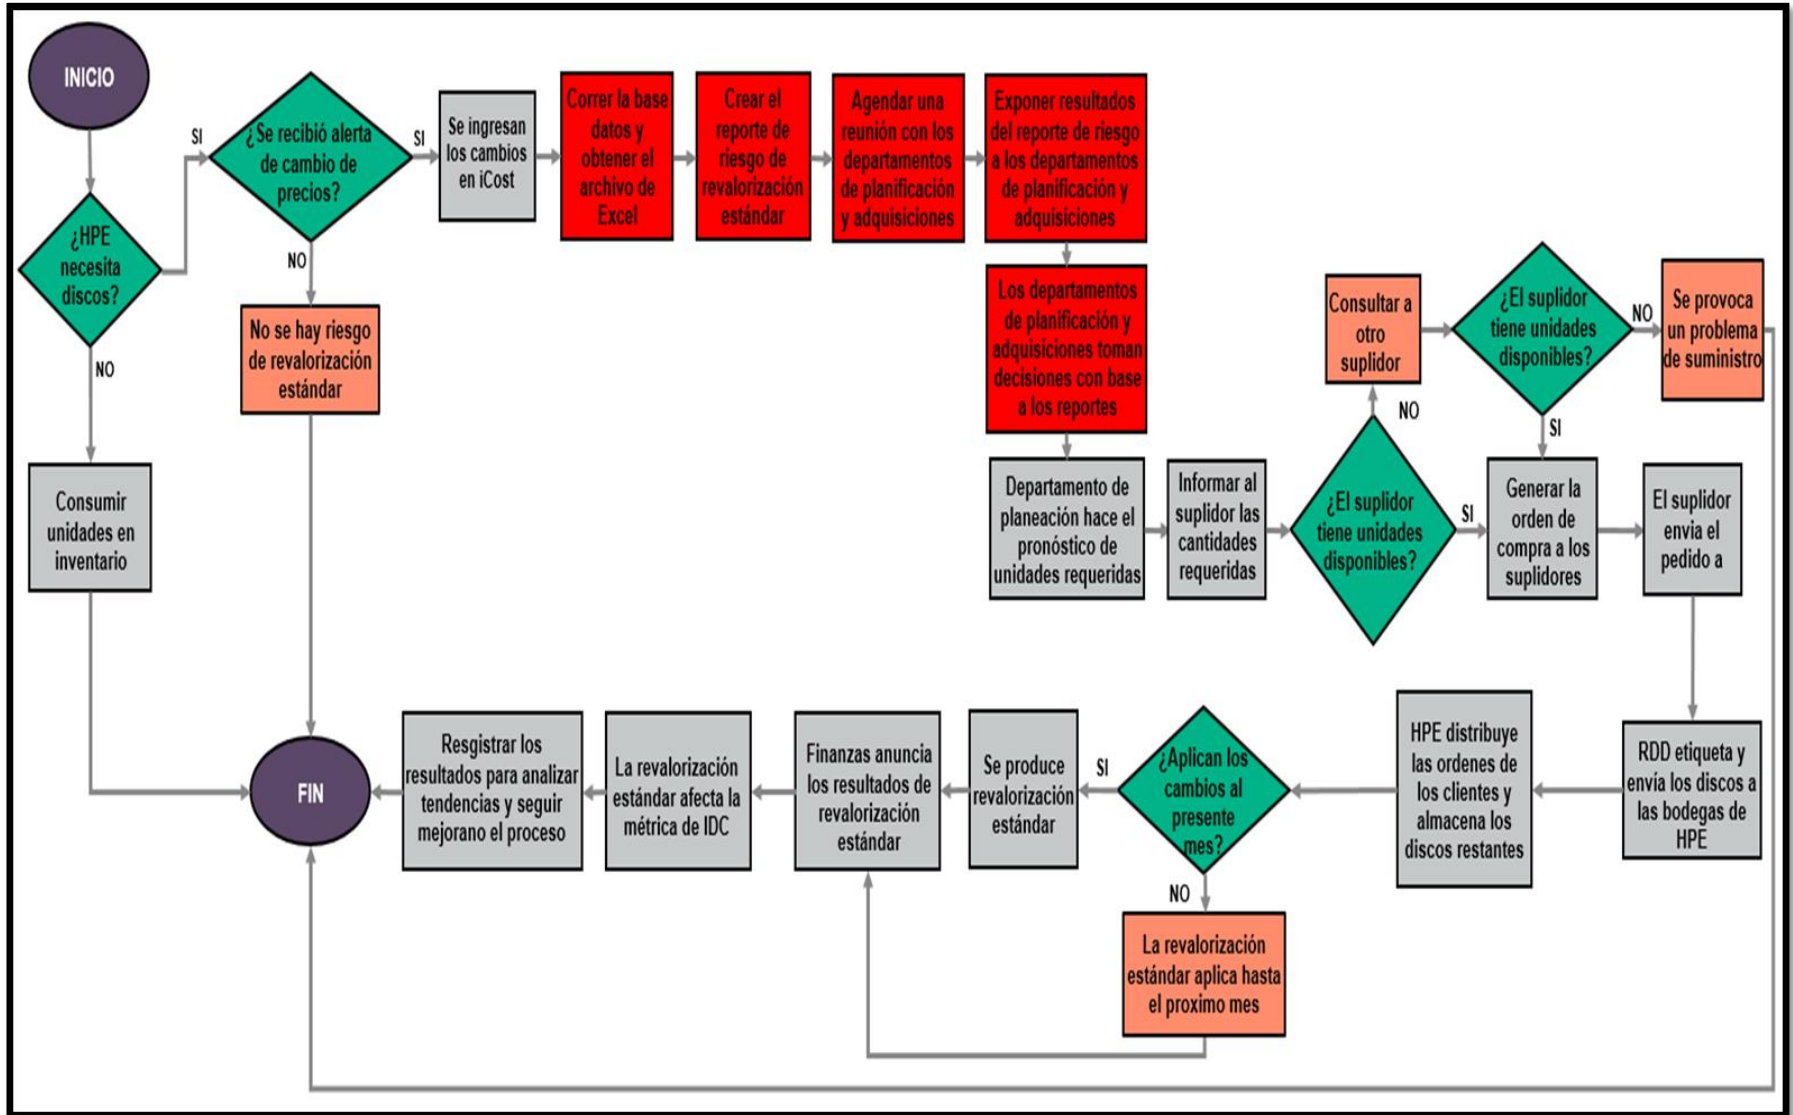 INICIO
¿HPE
necesita
discos?
SI
¿Se recibió alerta
de cambio de
precios?
SI
Se ingresan
los cambios
en iCost
Correr la base
datos y
obtener el
archivo de
Excel
Crear el
reporte de
riesgo de
revalorización
estándar
Agendar una
reunión con los
departamentos
de planificación
y adquisiciones
Exponer resultados
del reporte de riesgo
a los departamentos
de planificación y
adquisiciones
NO
No se hay riesgo
de revalorización
estándar
NO
Consumir
unidades en
inventario
Los departamentos
de planificación y
adquisiciones toman
decisiones con base
a los reportes
Departamento de
planeación hace el
pronóstico de
unidades requeridas
Informar al
suplidor las
cantidades
requeridas
¿El suplidor
tiene unidades
disponibles?
NO
Consultar a
otro
suplidor
¿El suplidor
tiene unidades
disponibles?
NO
Se provoca
un problema
de suministro
SI
SI
Generar la
orden de
compra a los
suplidores
El suplidor
envia el
pedido a
RDD etiqueta y
envía los discos a
las bodegas de
HPE
HPE distribuye
las ordenes de
los clientes y
almacena los
discos restantes
¿Aplican los
cambios al
presente
mes?
SI
Se produce
revalorización
estándar
NO
La revalorización
estándar aplica hasta
el proximo mes
Finanzas anuncia
los resultados de
revalorización
estándar
La revalorización
estándar afecta la
métrica de IDC
Resgistrar los
resultados para analizar
tendencias y seguir
mejorano el proceso
FIN